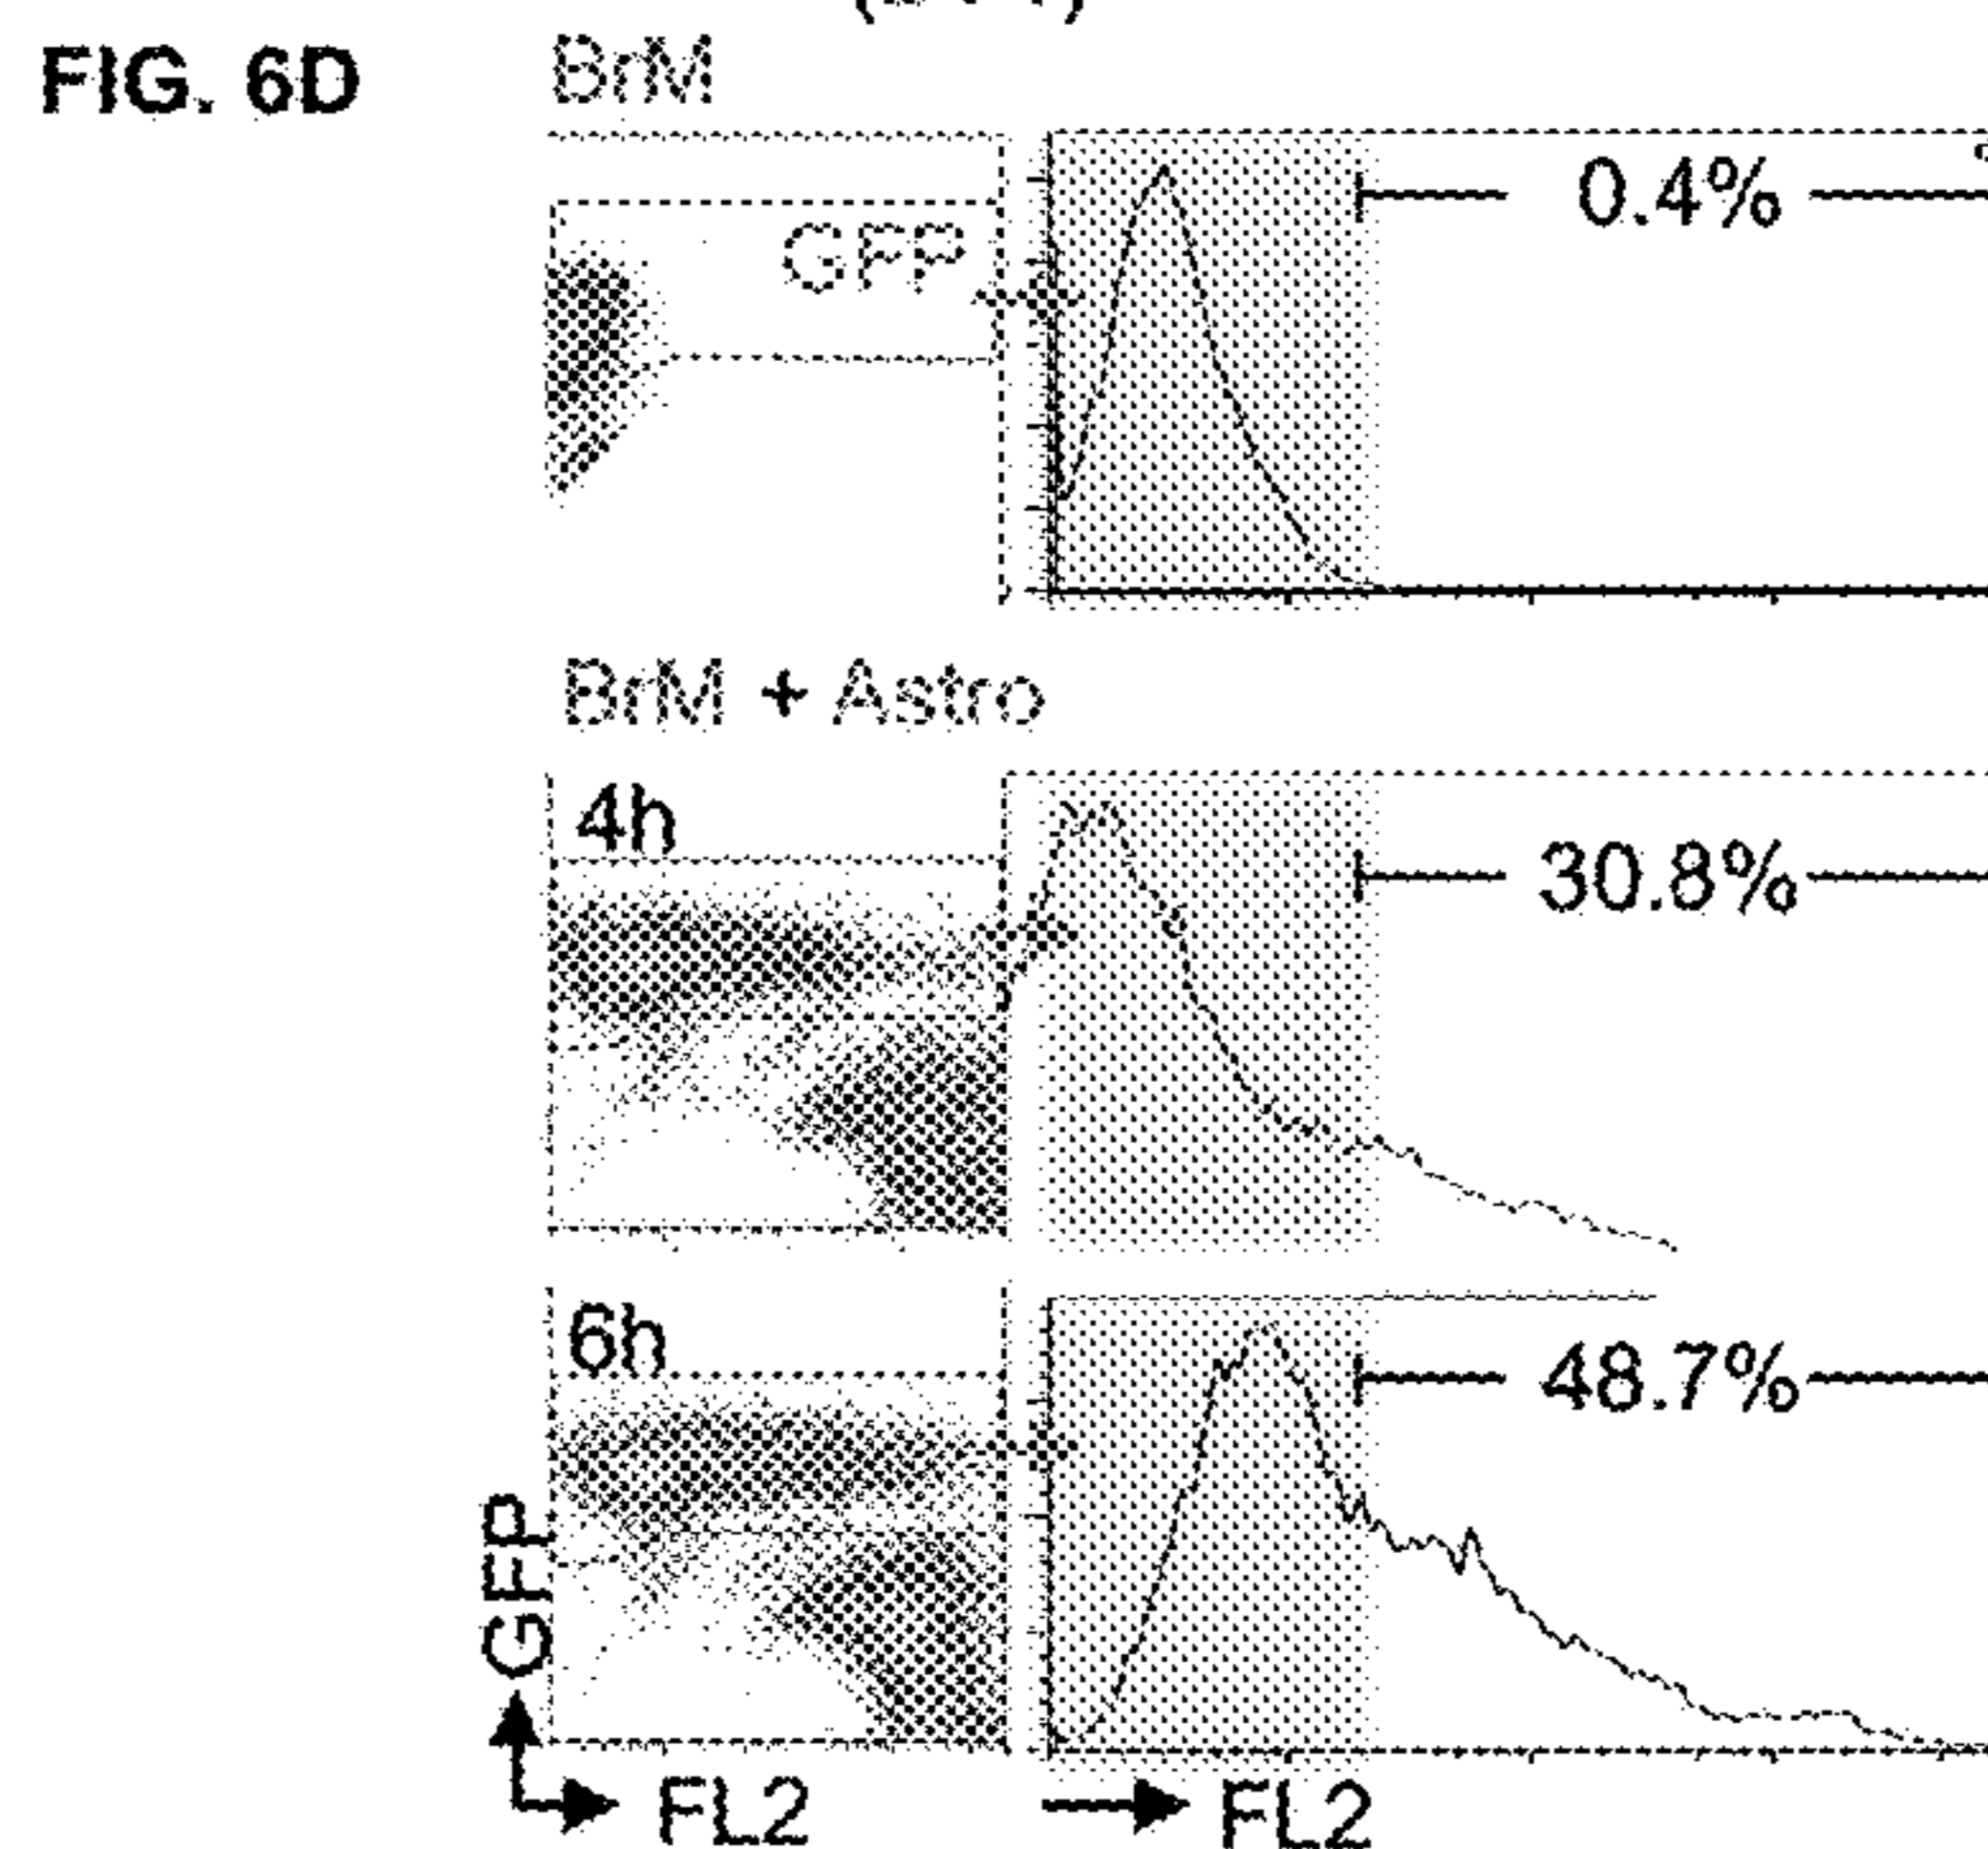 FIG. 6D
BrM
GFP
0.4%
BrM + Astro
4h
30.8%
6h
48.7%
GFP
FL2
FL2